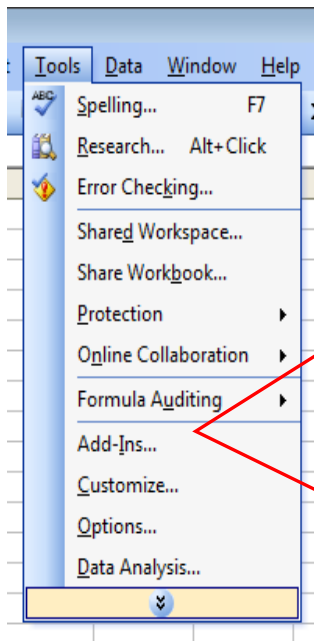 Tools Data Window Help
ABC Spelling... F7
Research... Alt+Click
Error Checking...
Shared Workspace...
Share Workbook...
Protection
Online Collaboration
Formula Auditing
Add-Ins...
Customize...
Options...
Data Analysis...